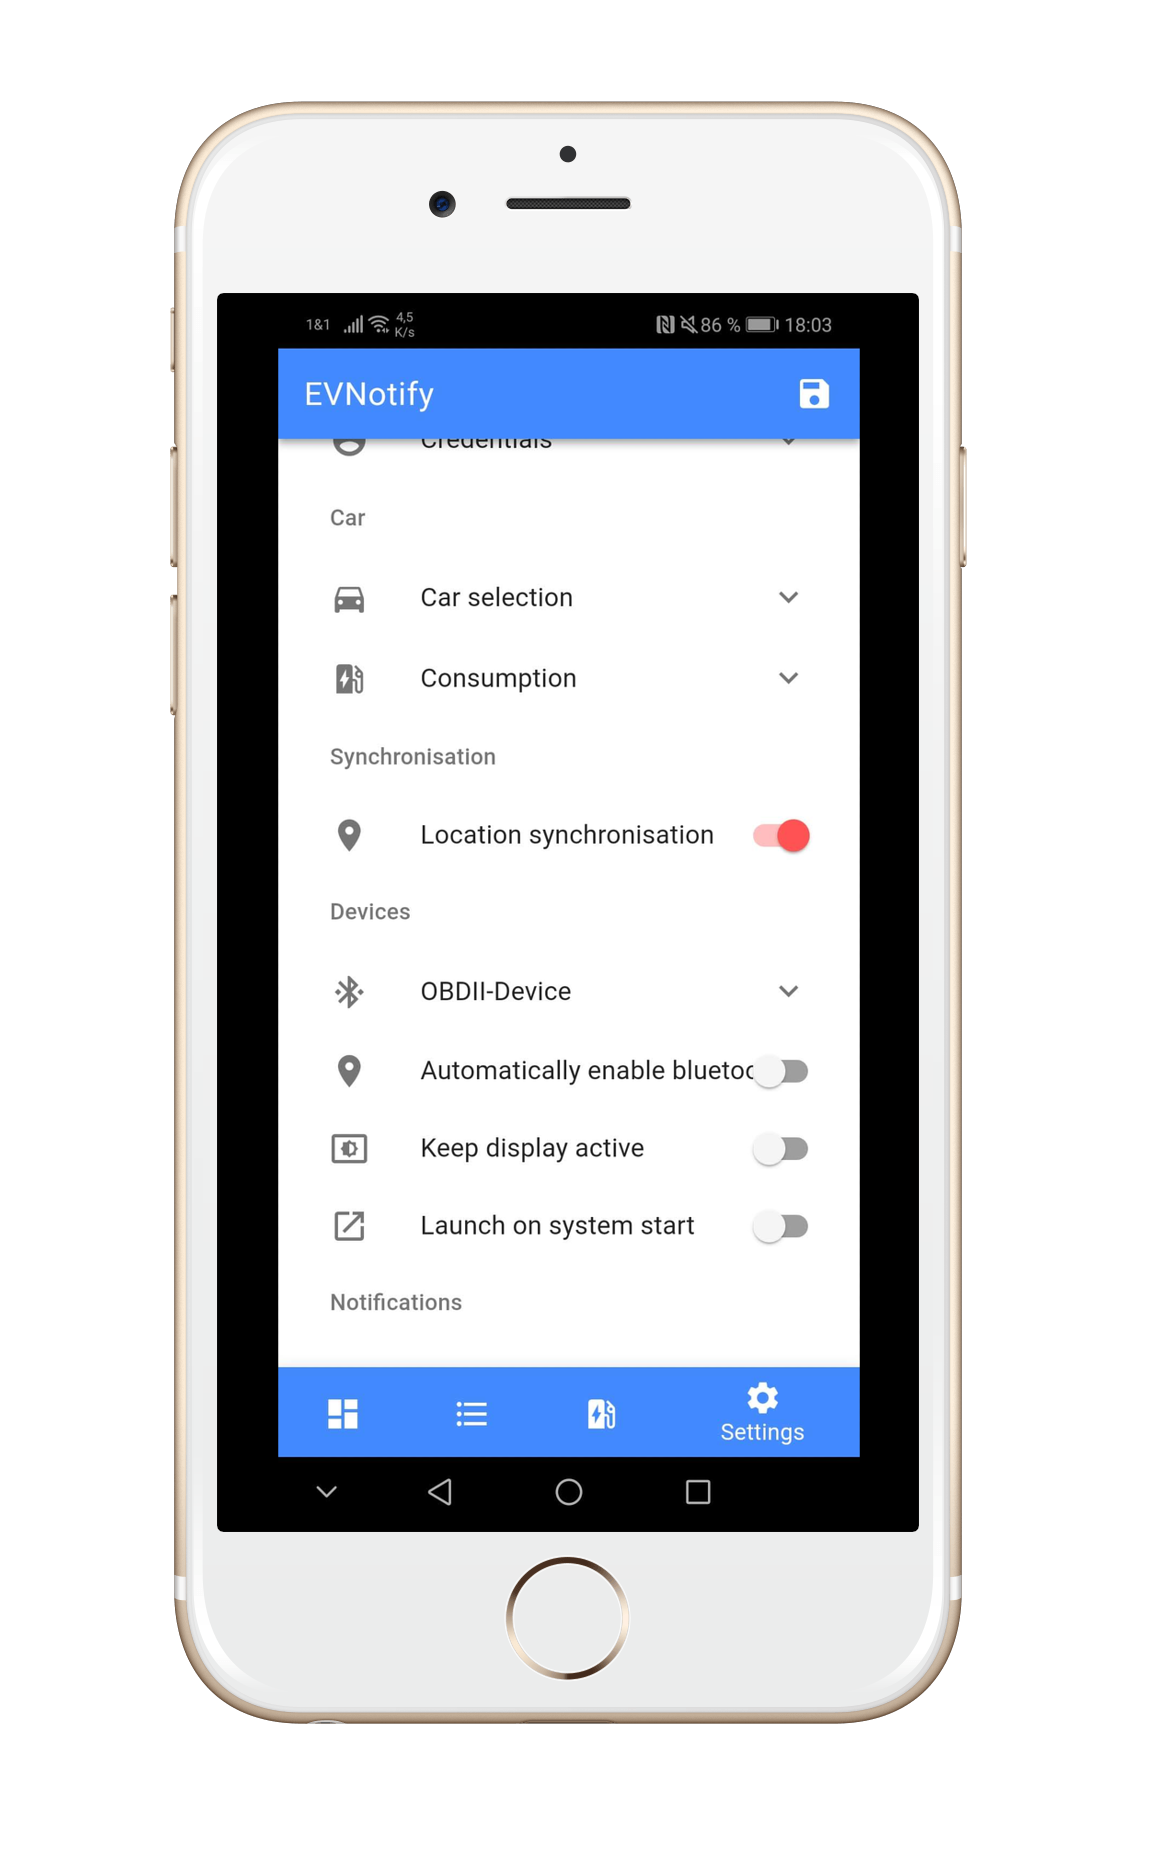 1&1 4,5 K/s 86 % 18:03
EVNotify
Credentials
Car
Car selection
Consumption
Synchronisation
Location synchronisation
Devices
OBDII-Device
Automatically enable bluetoo
Keep display active
Launch on system start
Notifications
Settings